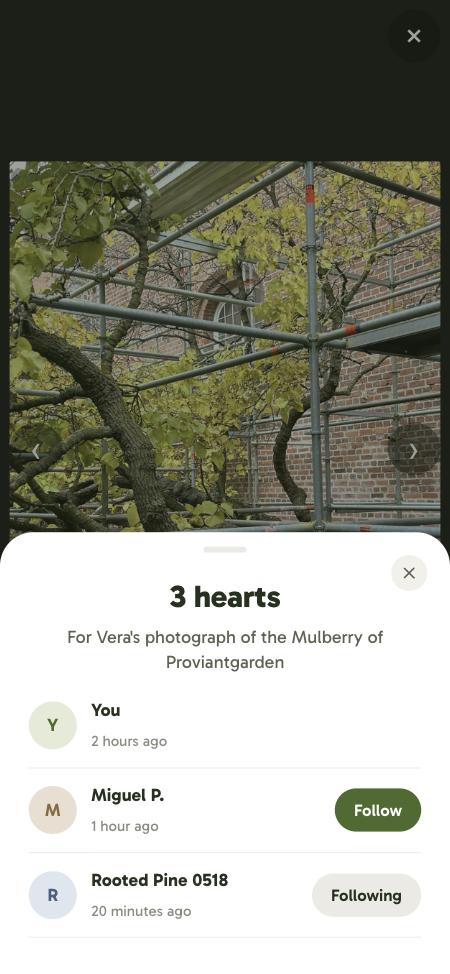 3 hearts
For Vera's photograph of the Mulberry of
Proviantgarden
Y
You
2 hours ago
M
Miguel P.
1 hour ago
Follow
R
Rooted Pine 0518
20 minutes ago
Following